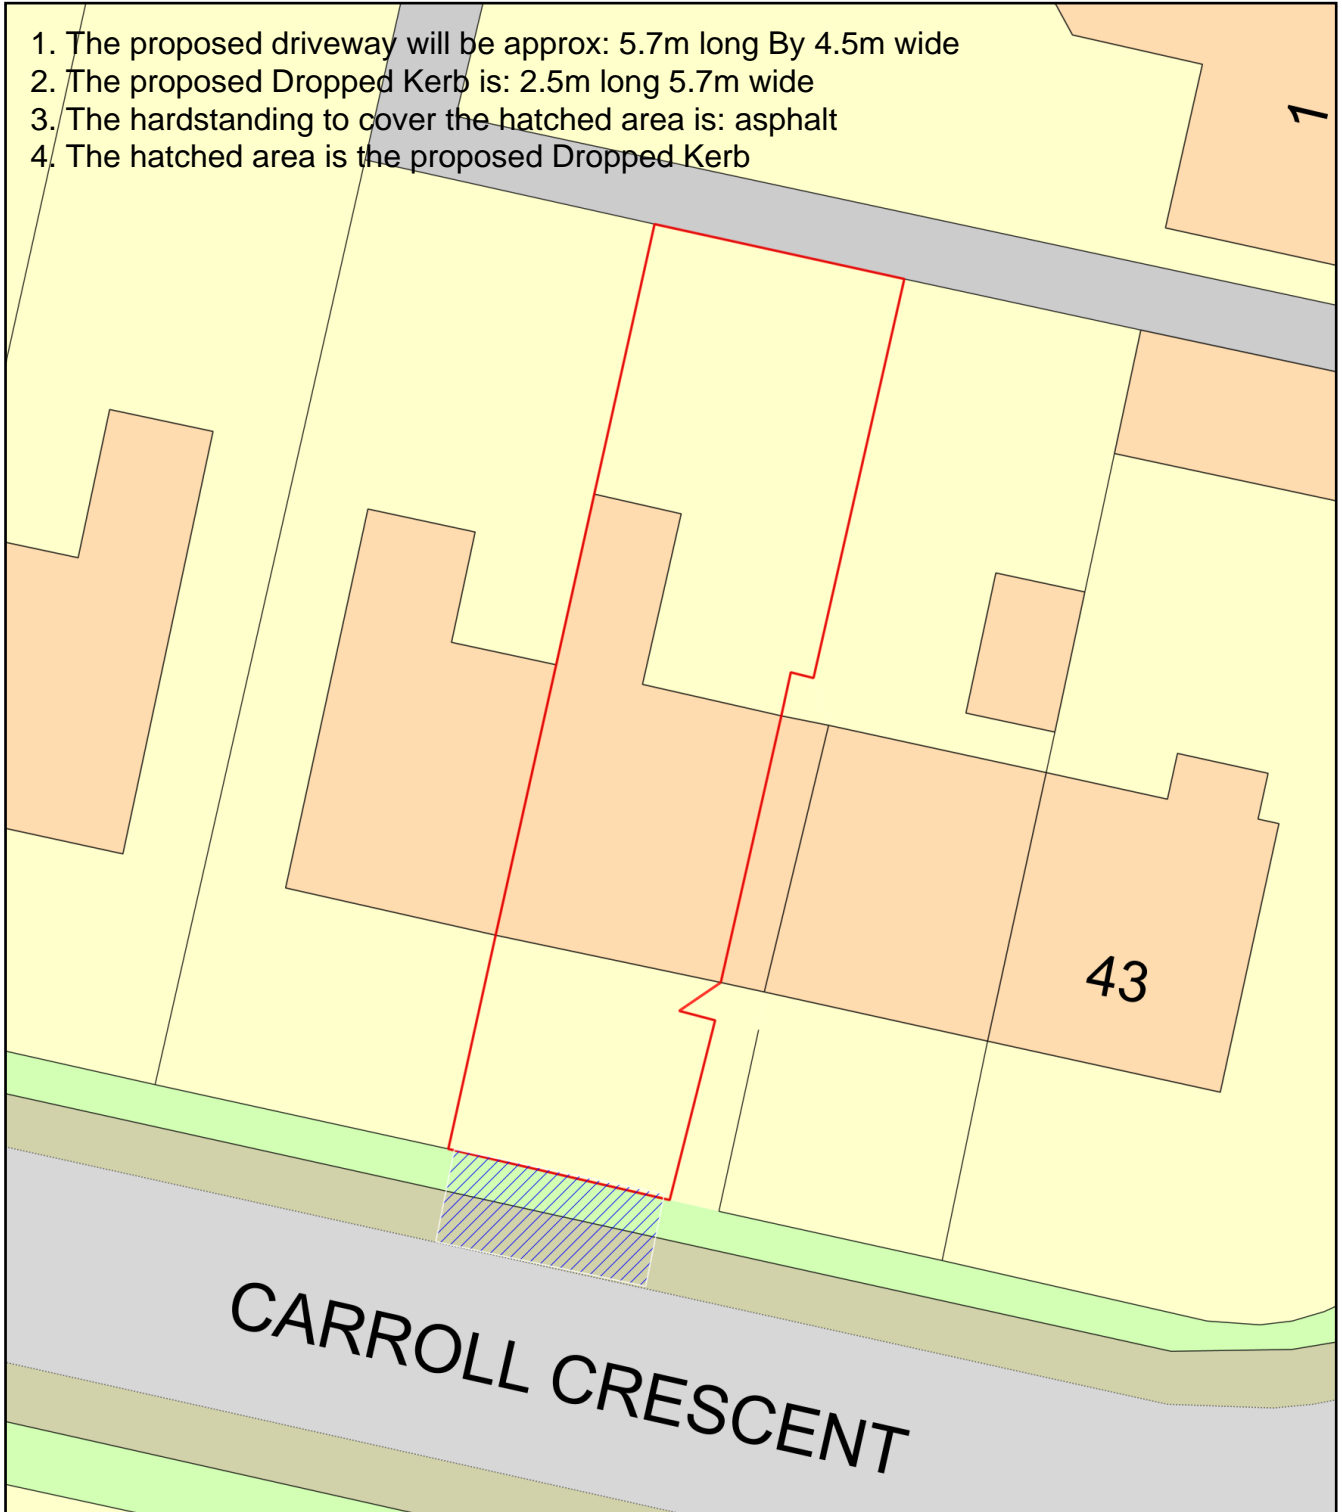 1. The proposed driveway will be approx: 5.7m long By 4.5m wide
2. The proposed Dropped Kerb is: 2.5m long 5.7m wide
3. The hardstanding to cover the hatched area is: asphalt
4. The hatched area is the proposed Dropped Kerb
1
43
CARROLL CRESCENT